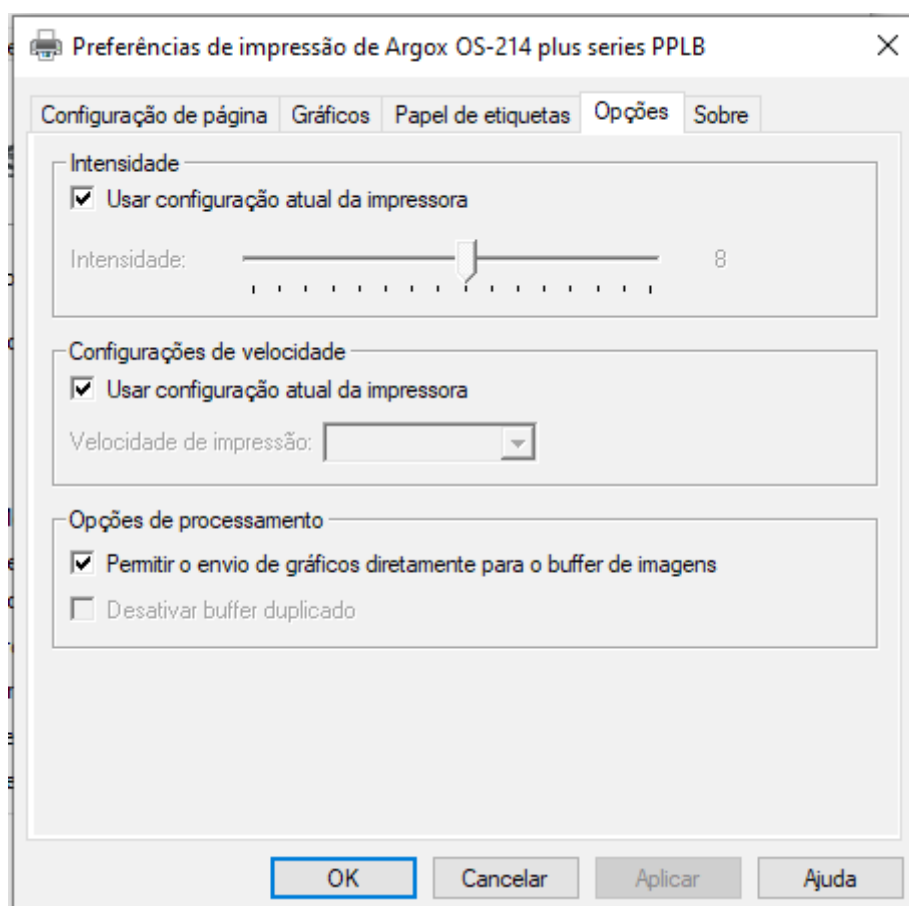 Preferências de impressão de Argox OS-214 plus series PPLB
Configuração de página Gráficos Papel de etiquetas Opções Sobre
Intensidade
Usar configuração atual da impressora
Intensidade: 8
Configurações de velocidade
Usar configuração atual da impressora
Velocidade de impressão:
Opções de processamento
Permitir o envio de gráficos diretamente para o buffer de imagens
Desativar buffer duplicado
OK Cancelar Aplicar Ajuda